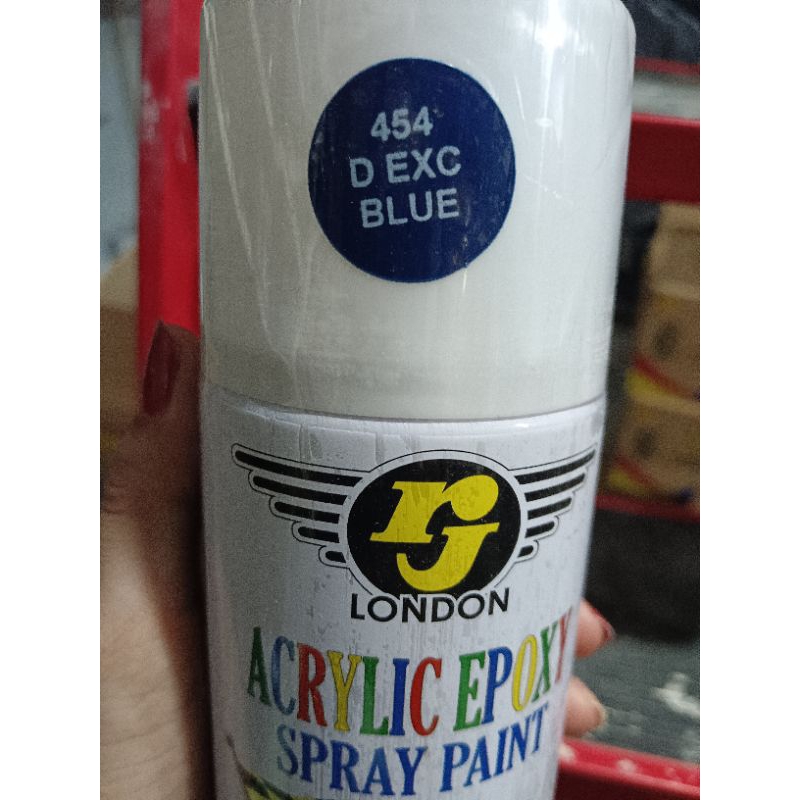 454
D EXC
BLUE
rj
LONDON
ACRYLIC EPOXY
SPRAY PAINT